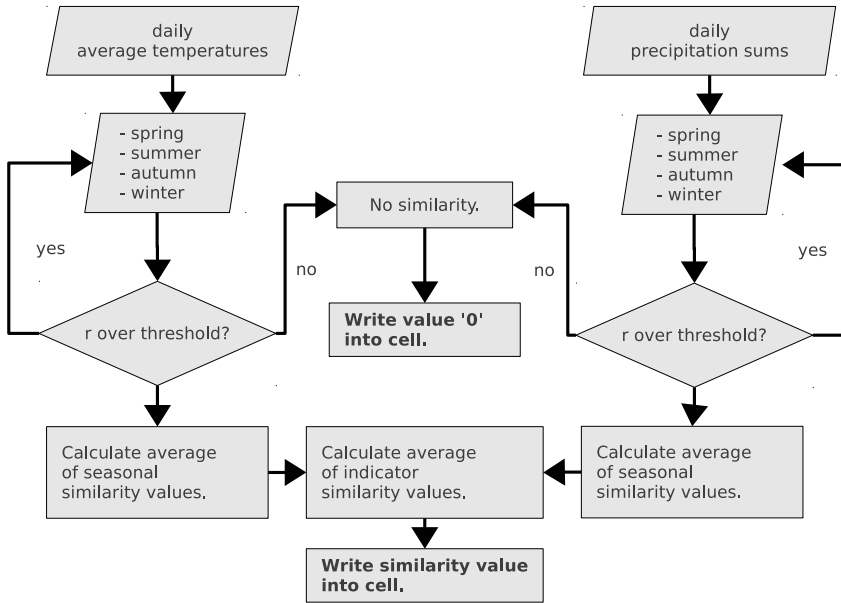 daily
average temperatures
daily
precipitation sums
- spring
- summer
- autumn
- winter
- spring
- summer
- autumn
- winter
No similarity.
yes
no
no
yes
Write value '0'
into cell.
r over threshold?
r over threshold?
Calculate average
of seasonal
similarity values.
Calculate average
of indicator
similarity values.
Calculate average
of seasonal
similarity values.
Write similarity value
into cell.